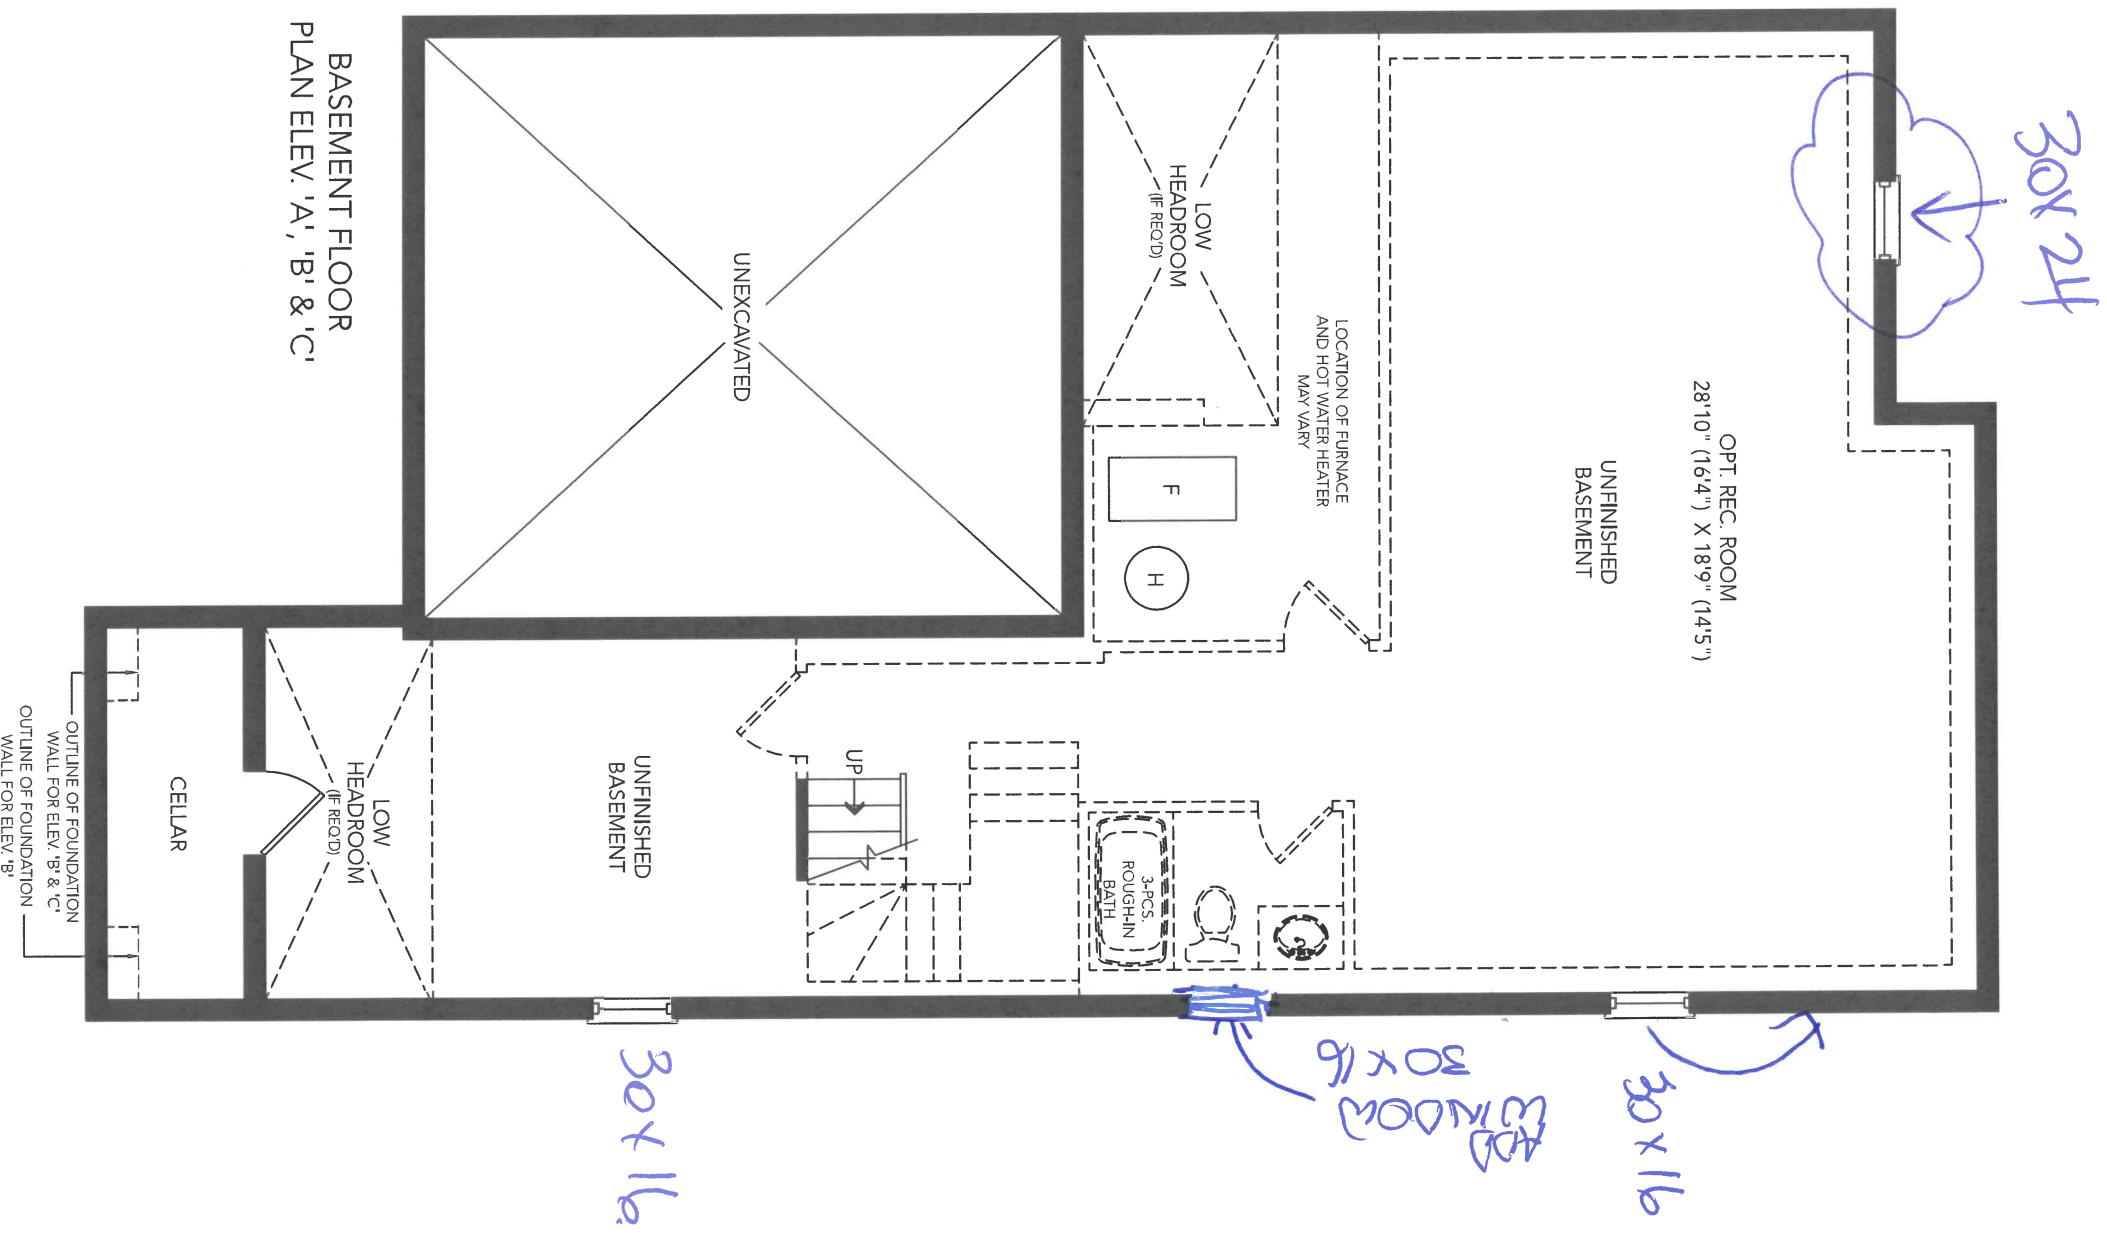 BASEMENT FLOOR
PLAN ELEV. 'A', 'B' & 'C'
30x24
OPT. REC. ROOM
28'10" (16'4") X 18'9" (14'5")
UNFINISHED
BASEMENT
LOCATION OF FURNACE
AND HOT WATER HEATER
MAY VARY
LOW
HEADROOM
(IF REQ'D)
F
H
UNEXCAVATED
3-PCS.
ROUGH-IN
BATH
UP
UNFINISHED
BASEMENT
LOW
HEADROOM
(IF REQ'D)
CELLAR
OUTLINE OF FOUNDATION
WALL FOR ELEV. 'B' & 'C'
OUTLINE OF FOUNDATION
WALL FOR ELEV. 'B'
30x16
ADD
WINDOW
30x16
30x16